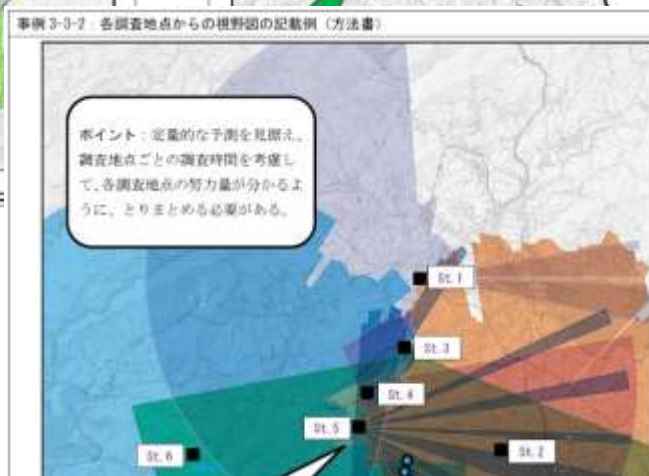 事例 3-3-2 各調査地点からの視野図の記載例（方法書）
ポイント：定量的な予測を見据え、
調査地点ごとの調査時間を考慮し
て、各調査地点の努力量が分かるよ
うに、とりまとめる必要がある。
St.1
St.3
St.4
St.5
St.2
St.6